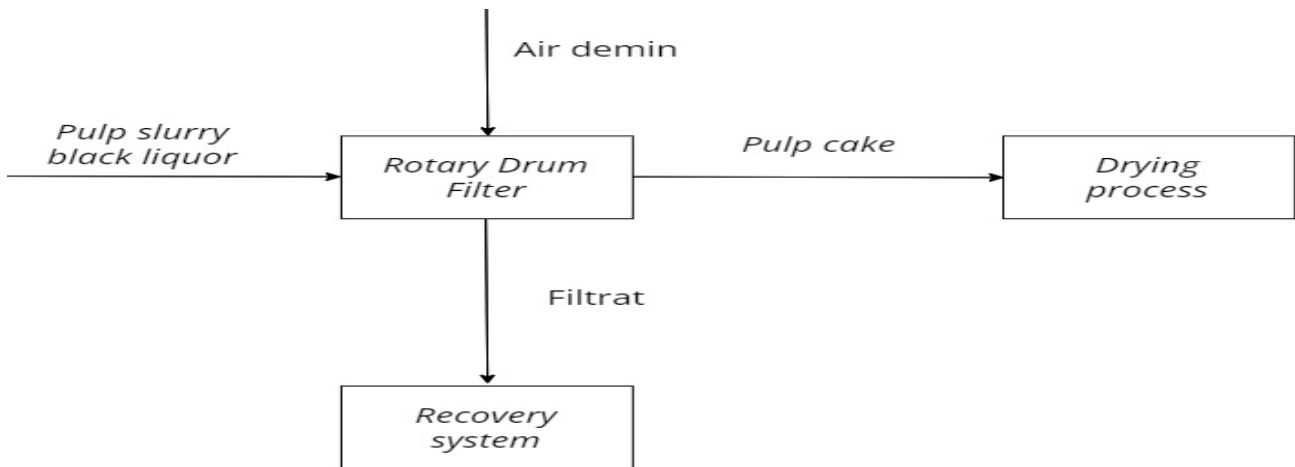 Air demin
Pulp slurry
black liquor
Rotary Drum
Filter
Pulp cake
Drying
process
Filtrat
Recovery
system